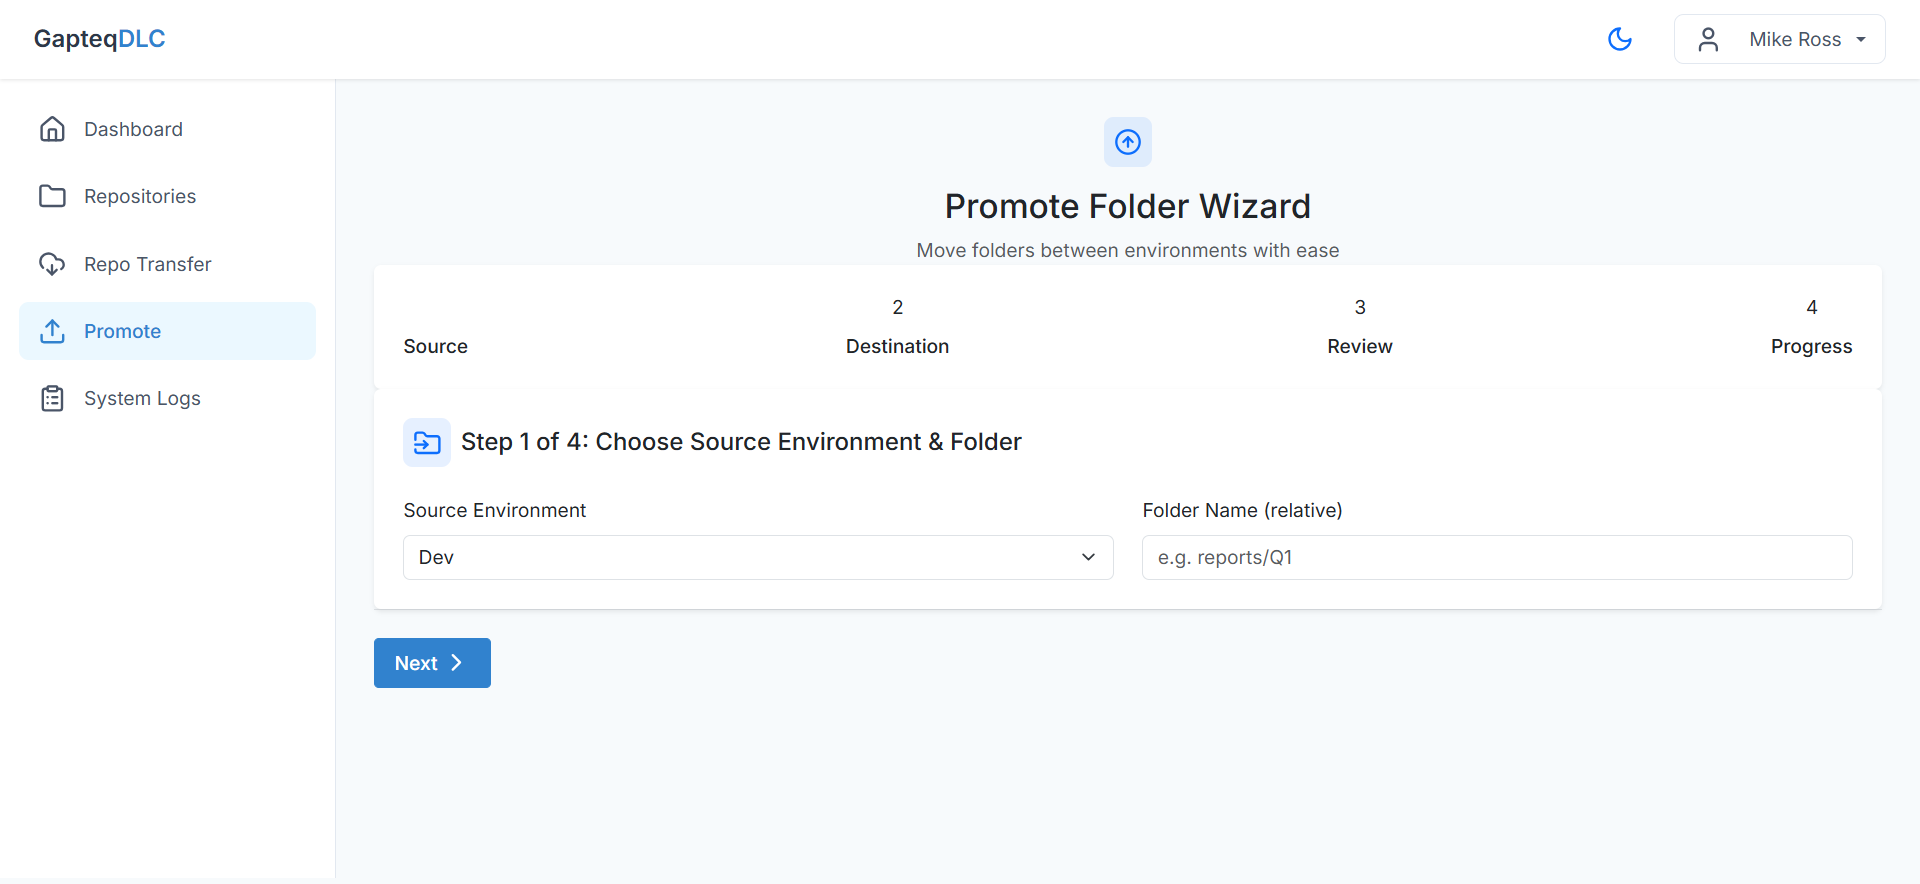 GapteqDLC
Mike Ross
Dashboard
Repositories
Repo Transfer
Promote
System Logs
Promote Folder Wizard
Move folders between environments with ease
2 3 4
Source Destination Review Progress
Step 1 of 4: Choose Source Environment & Folder
Source Environment Folder Name (relative)
Dev e.g. reports/Q1
Next